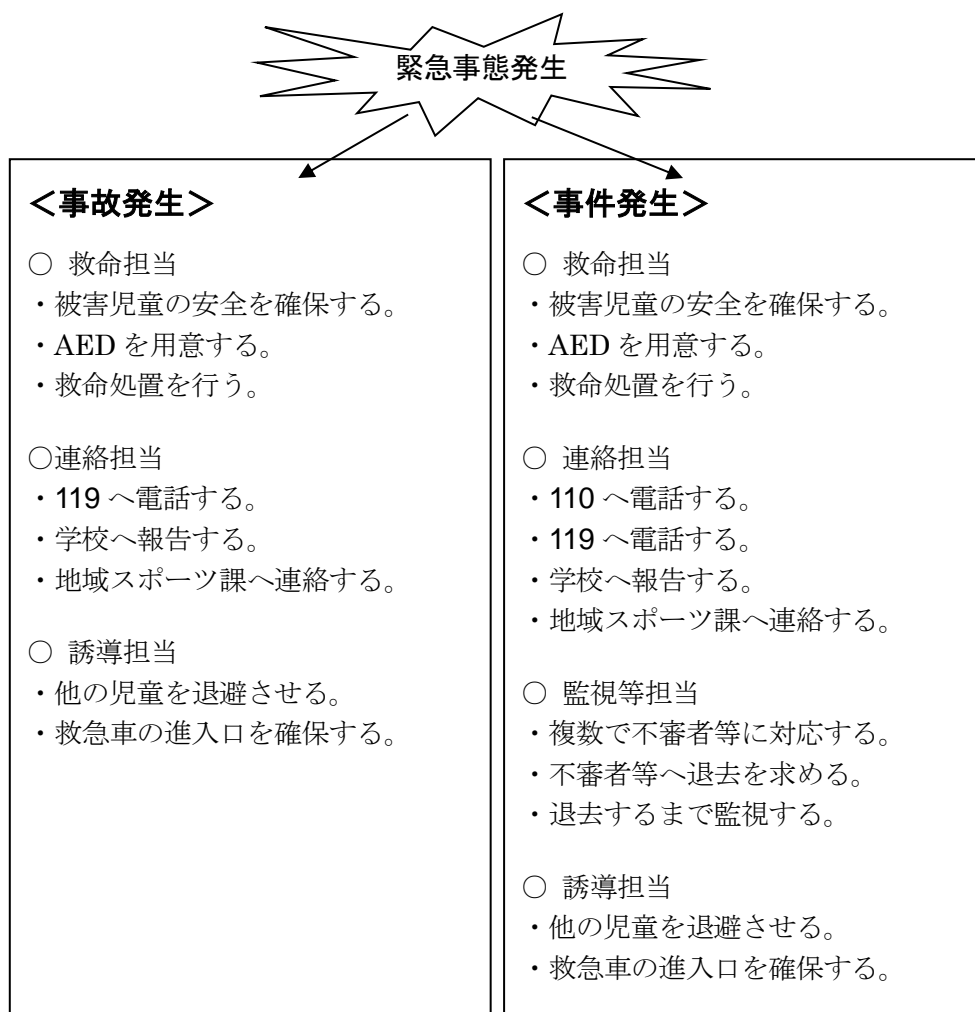 緊急事態発生
＜事故発生＞
○ 救命担当
・被害児童の安全を確保する。
・AED を用意する。
・救命処置を行う。
○連絡担当
・119 へ電話する。
・学校へ報告する。
・地域スポーツ課へ連絡する。
○ 誘導担当
・他の児童を退避させる。
・救急車の進入口を確保する。
＜事件発生＞
○ 救命担当
・被害児童の安全を確保する。
・AED を用意する。
・救命処置を行う。
○ 連絡担当
・110 へ電話する。
・119 へ電話する。
・学校へ報告する。
・地域スポーツ課へ連絡する。
○ 監視等担当
・複数で不審者等に対応する。
・不審者等へ退去を求める。
・退去するまで監視する。
○ 誘導担当
・他の児童を退避させる。
・救急車の進入口を確保する。